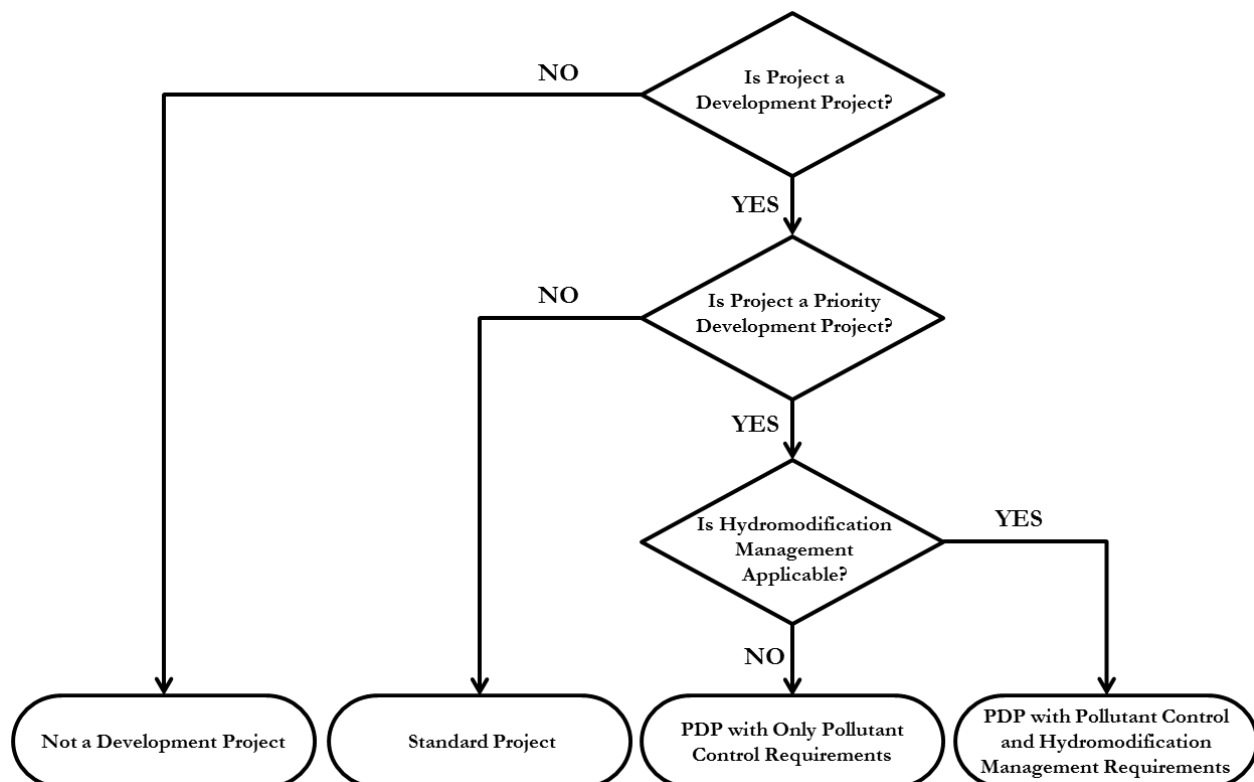 NO
Is Project a
Development Project?
YES
NO
Is Project a Priority
Development Project?
YES
Is Hydromodification
Management
Applicable?
YES
NO
Not a Development Project
Standard Project
PDP with Only Pollutant
Control Requirements
PDP with Pollutant Control
and Hydromodification
Management Requirements